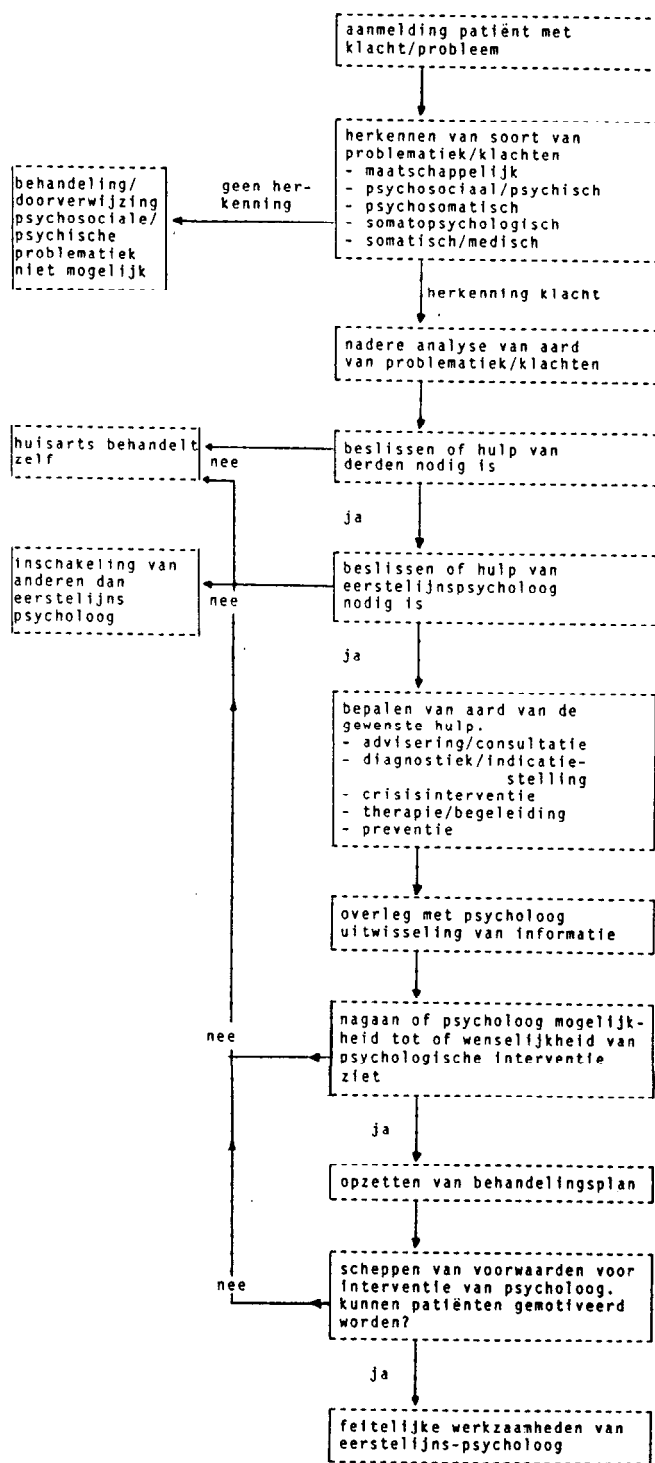 aanmelding patiënt met
klacht/probleem
herkennen van soort van
problematiek/klachten
- maatschappelijk
- psychosociaal/psychisch
- psychosomatisch
- somatopsychologisch
- somatisch/medisch
geen her-
kenning
behandeling/
doorverwijzing
psychosociale/
psychische
problematiek
niet mogelijk
herkenning klacht
nadere analyse van aard
van problematiek/klachten
beslissen of hulp van
derden nodig is
nee
huisarts behandelt
zelf
ja
beslissen of hulp van
eerstelijnspsycholoog
nodig is
nee
inschakeling van
anderen dan
eerstelijns
psycholoog
ja
bepalen van aard van de
gewenste hulp.
- advisering/consultatie
- diagnostiek/indicatie-
stelling
- crisisinterventie
- therapie/begeleiding
- preventie
overleg met psycholoog
uitwisseling van informatie
nagaan of psycholoog mogelijk-
heid tot of wenselijkheid van
psychologische interventie
ziet
nee
ja
opzetten van behandelingsplan
scheppen van voorwaarden voor
interventie van psycholoog.
kunnen patiënten gemotiveerd
worden?
nee
ja
feitelijke werkzaamheden van
eerstelijns-psycholoog